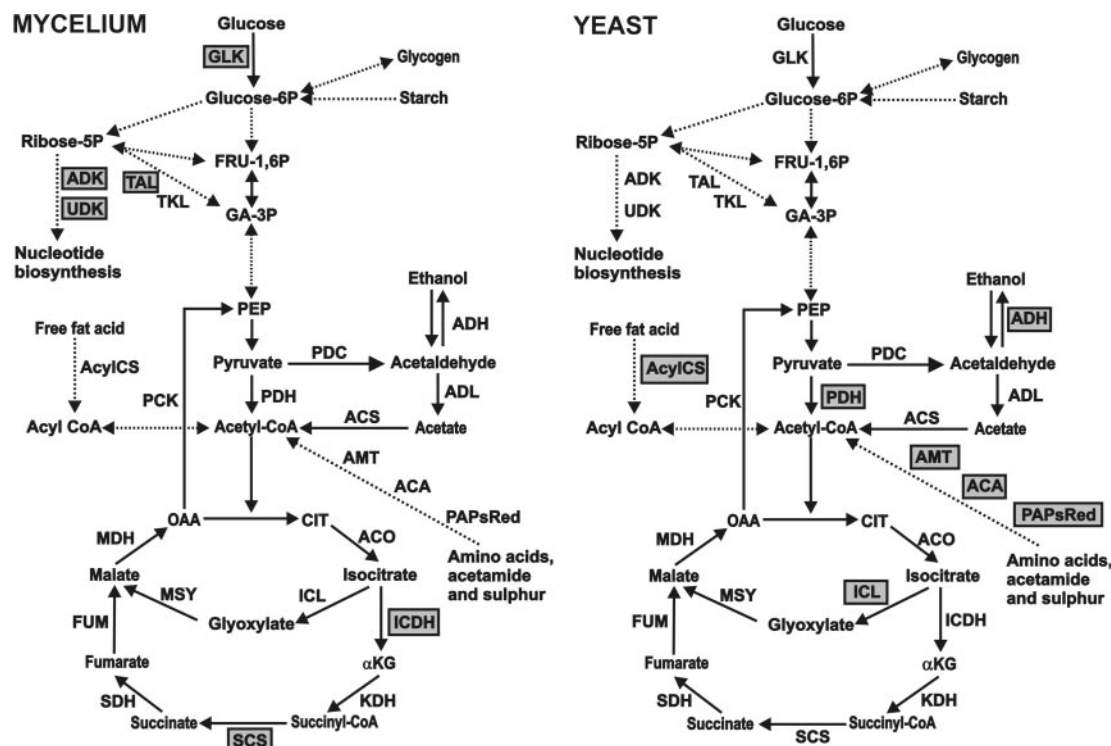 MYCELIUM
Glucose
GLK
Glycogen
Glucose-6P
Starch
Ribose-5P
FRU-1,6P
ADK
TAL
UDK
TKL
GA-3P
Nucleotide
biosynthesis
Ethanol
PEP
Free fat acid
ADH
PDC
AcylCS
Pyruvate
Acetaldehyde
PCK
PDH
ADL
ACS
Acyl CoA
Acetyl-CoA
Acetate
AMT
ACA
OAA
CIT
PAPsRed
MDH
ACO
Amino acids,
acetamide
and sulphur
Malate
Isocitrate
MSY
ICL
FUM
Glyoxylate
ICDH
Fumarate
αKG
SDH
KDH
Succinate
Succinyl-CoA
SCS
YEAST
Glucose
GLK
Glycogen
Glucose-6P
Starch
Ribose-5P
FRU-1,6P
ADK
TAL
UDK
TKL
GA-3P
Nucleotide
biosynthesis
Ethanol
PEP
Free fat acid
ADH
PDC
AcylCS
Pyruvate
Acetaldehyde
PCK
PDH
ADL
ACS
Acyl CoA
Acetyl-CoA
Acetate
AMT
ACA
OAA
CIT
PAPsRed
MDH
ACO
Amino acids,
acetamide
and sulphur
Malate
Isocitrate
MSY
ICL
FUM
Glyoxylate
ICDH
Fumarate
αKG
SDH
KDH
Succinate
Succinyl-CoA
SCS